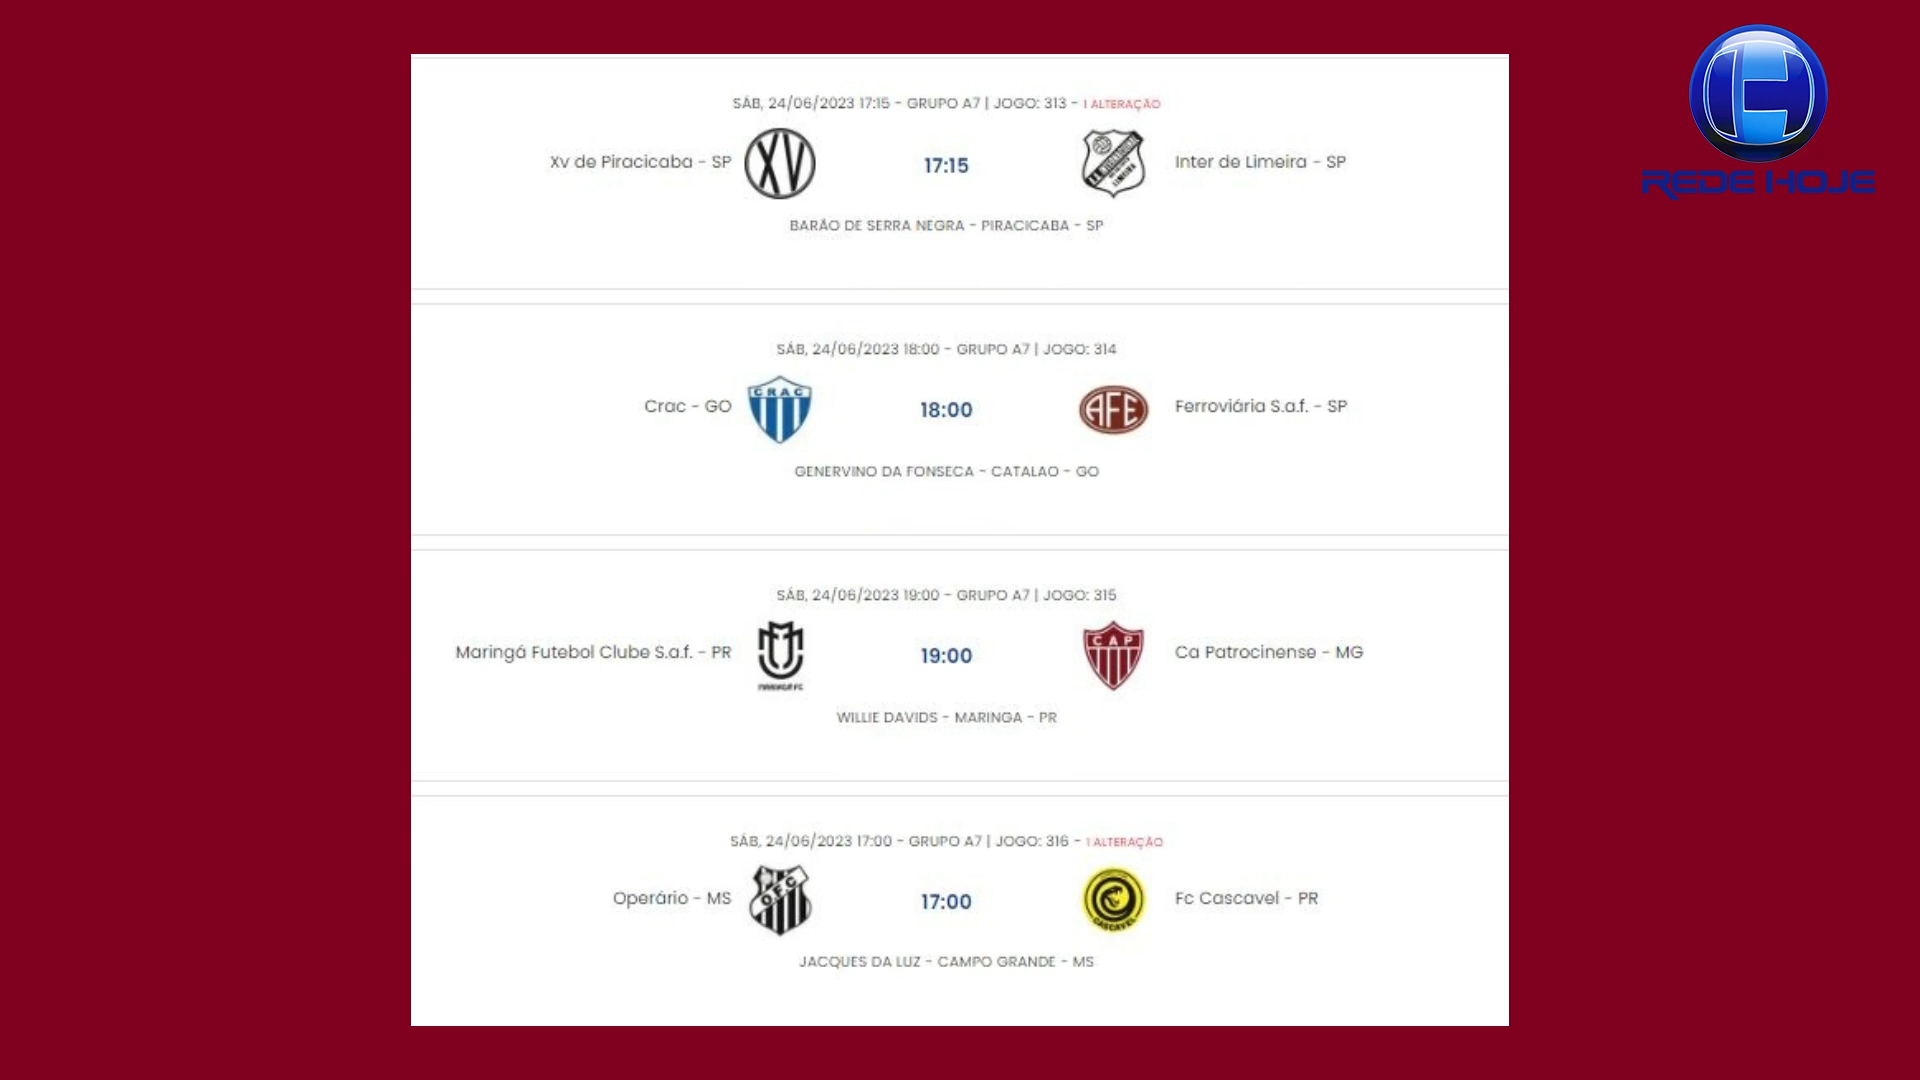 REDE HOJE
SÁB, 24/06/2023 17:15 - GRUPO A7 | JOGO: 313 - 1 ALTERAÇÃO
Xv de Piracicaba - SP XV 17:15 Inter de Limeira - SP
BARÃO DE SERRA NEGRA - PIRACICABA - SP
SÁB, 24/06/2023 18:00 - GRUPO A7 | JOGO: 314
Crac - GO CRAC 18:00 AFE Ferroviária S.a.f. - SP
GENERVINO DA FONSECA - CATALAO - GO
SÁB, 24/06/2023 19:00 - GRUPO A7 | JOGO: 315
Maringá Futebol Clube S.a.f. - PR MARINGÁ FC 19:00 CAP Ca Patrocinense - MG
WILLIE DAVIDS - MARINGA - PR
SÁB, 24/06/2023 17:00 - GRUPO A7 | JOGO: 316 - 1 ALTERAÇÃO
Operário - MS O.F.C 17:00 CASCAVEL Fc Cascavel - PR
JACQUES DA LUZ - CAMPO GRANDE - MS